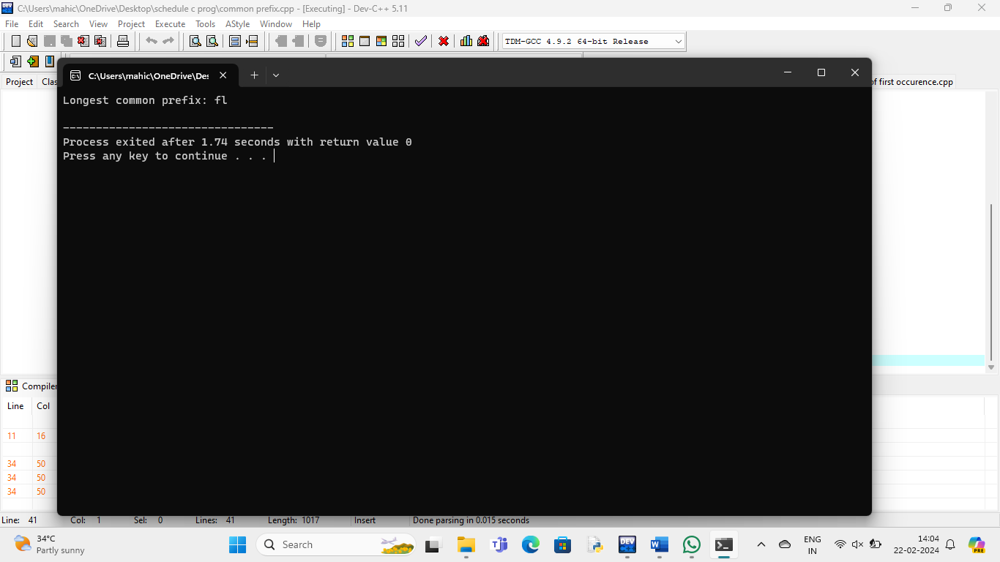 C:\Users\mahic\OneDrive\Desktop\schedule c prog\common prefix.cpp - [Executing] - Dev-C++ 5.11
File Edit Search View Project Execute Tools AStyle Window Help
TDM-GCC 4.9.2 64-bit Release
Project Clas
of first occurence.cpp
C:\Users\mahic\OneDrive\Des
Longest common prefix: fl
--------------------------------
Process exited after 1.74 seconds with return value 0
Press any key to continue . . .
Compiler
Line Col
11 16
34 50
34 50
34 50
Line: 41 Col: 1 Sel: 0 Lines: 41 Length: 1017 Insert Done parsing in 0.015 seconds
34°C
Partly sunny
Search
DEV
ENG
IN
14:04
22-02-2024
PRE